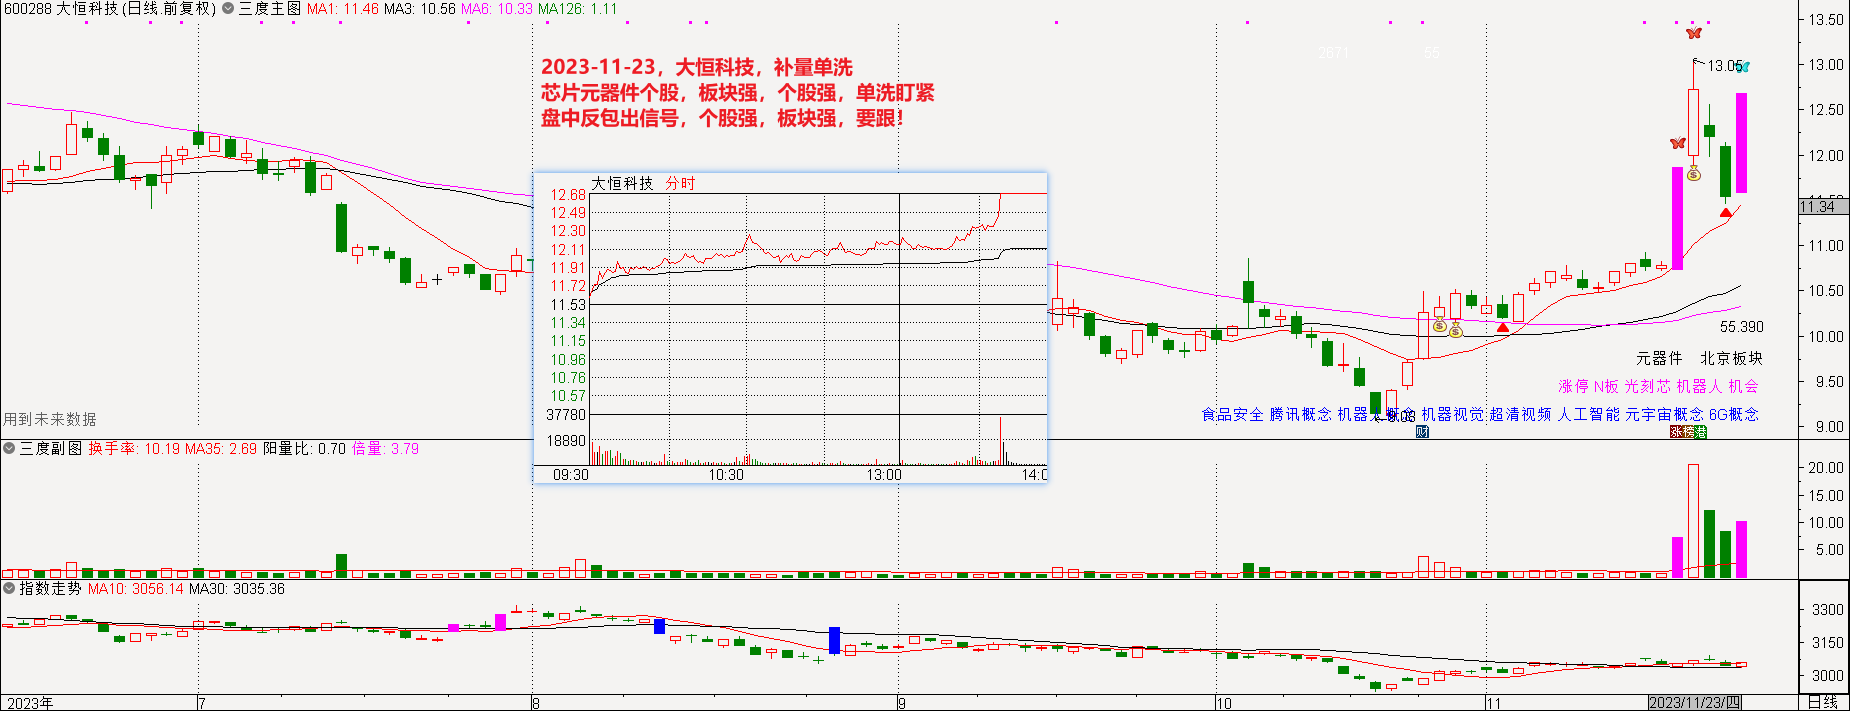 600288 大恒科技 (日线.前复权) 三度主图 MA1: 11.46 MA3: 10.56 MA6: 10.33 MA126: 1.11
13.50
2871 55
2023-11-23，大恒科技，补量单洗
芯片元器件个股，板块强，个股强，单洗盯紧
盘中反包出信号，个股强，板块强，要跟！
13.05
13.00
12.50
12.00
11.34
11.00
10.50
10.00
9.50
9.00
大恒科技 分时
12.68
12.49
12.30
12.11
11.91
11.72
11.53
11.34
11.15
10.96
10.76
10.57
37780
18890
09:30 10:30 13:00 14:0
55.390
元器件 北京板块
涨停 N板 光刻芯 机器人 机会
食品安全 腾讯概念 机器人概念 机器视觉 超清视频 人工智能 元宇宙概念 6G概念
用到未来数据
财
涨榜港
三度副图 换手率: 10.19 MA35: 2.69 阳量比: 0.70 倍量: 3.79
20.00
15.00
10.00
5.00
指数走势 MA10: 3056.14 MA30: 3035.36
3300
3150
3000
2023年 7 8 9 10 11 2023/11/23/四 日线